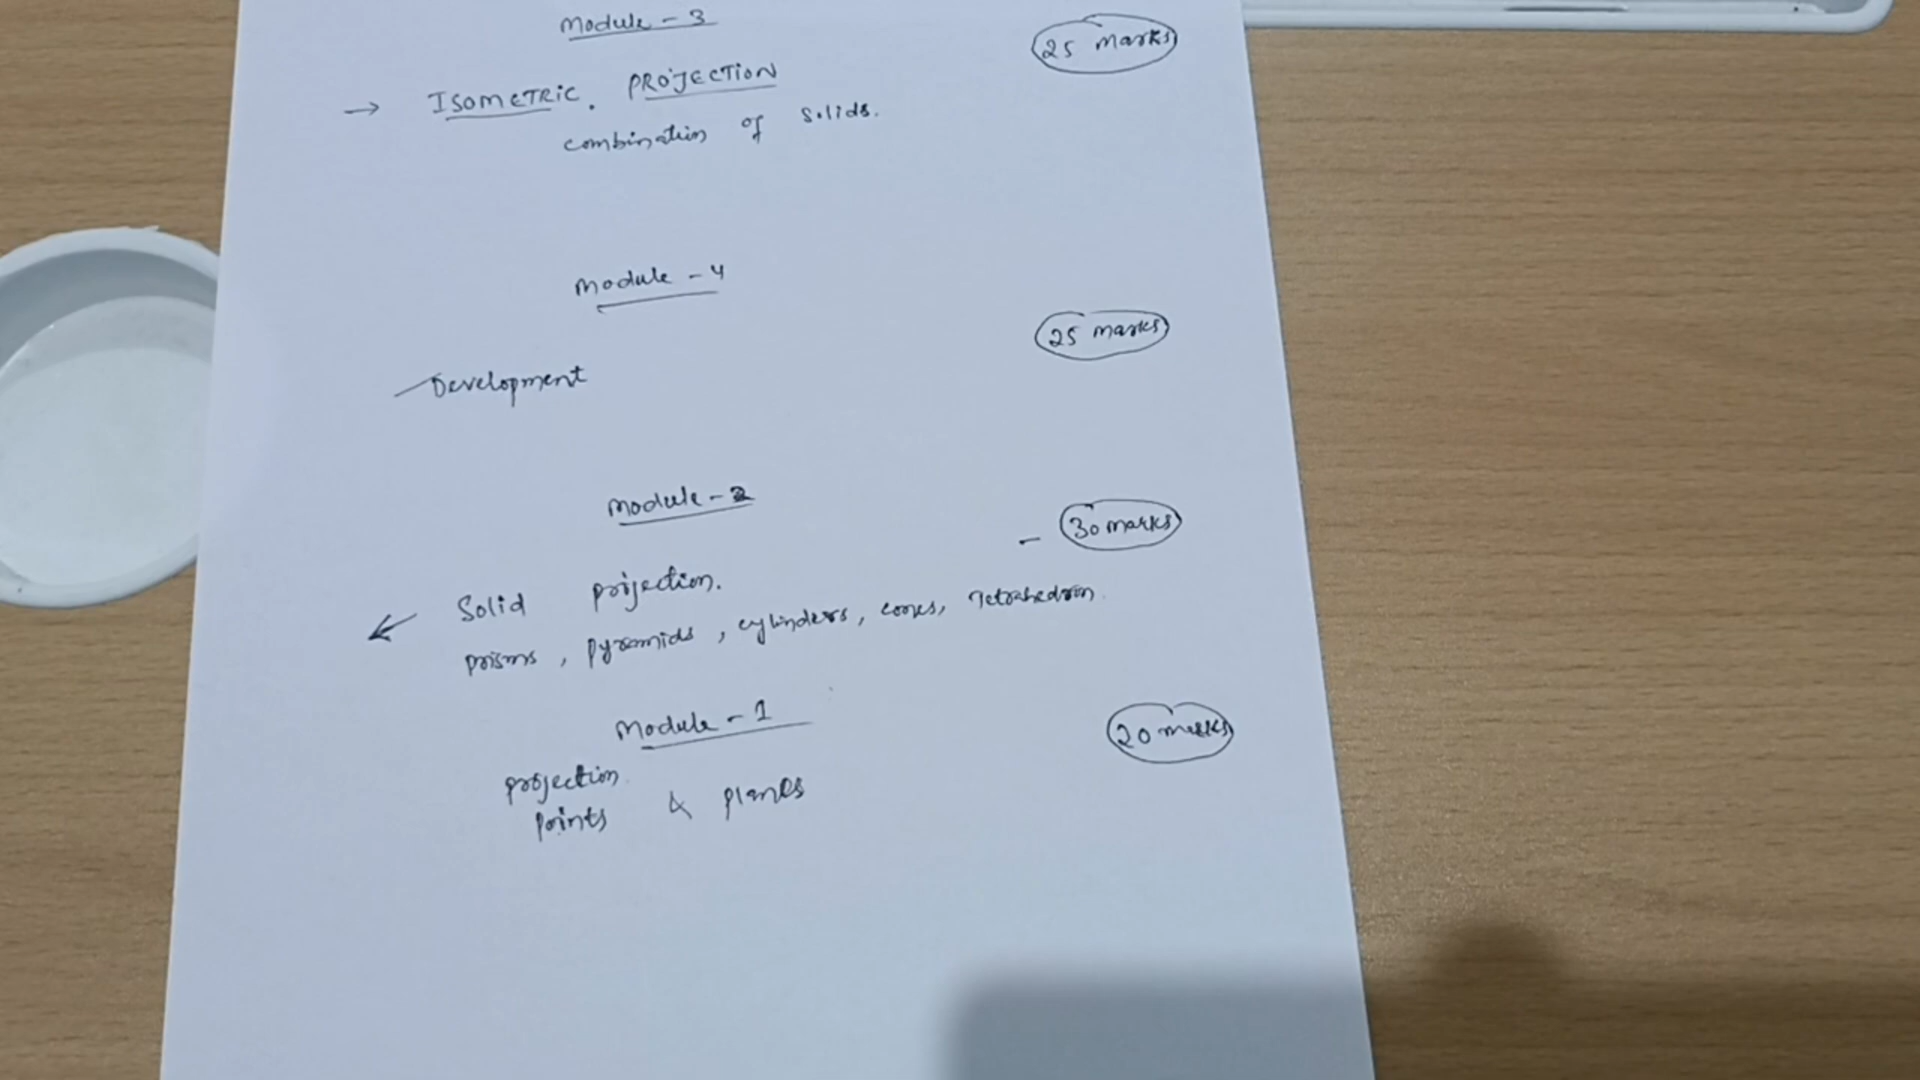 Module - 3
25 marks
→ ISOMETRIC. PROJECTION
combination of solids.
Module - 4
25 marks
Development
Module - 2
- 30 marks
Solid projection.
prisms, pyramids, cylinders, cones, Tetrahedron
Module - 1
20 marks
projection
points & planes